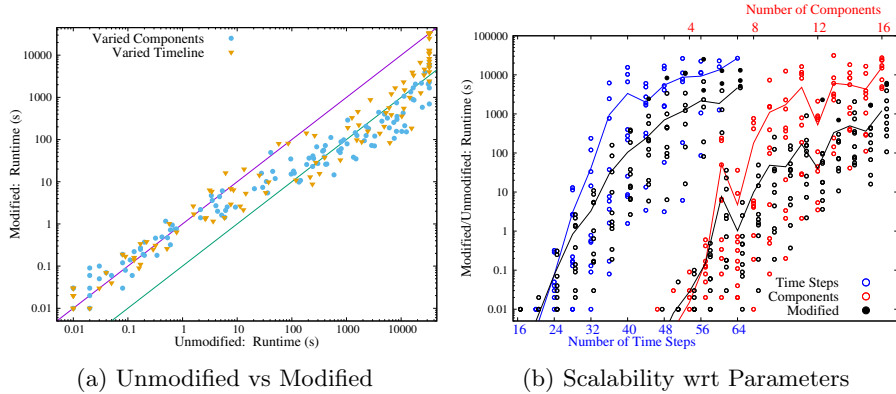 Number of Components
4 8 12 16
Varied Components
Varied Timeline
Modified: Runtime (s)
10000
1000
100
10
1
0.1
0.01
0.01 0.1 1 10 100 1000 10000
Unmodified: Runtime (s)
Modified/Unmodified: Runtime (s)
100000
10000
1000
100
10
1
0.1
0.01
Time Steps
Components
Modified
16 24 32 40 48 56 64
Number of Time Steps
(a) Unmodified vs Modified
(b) Scalability wrt Parameters